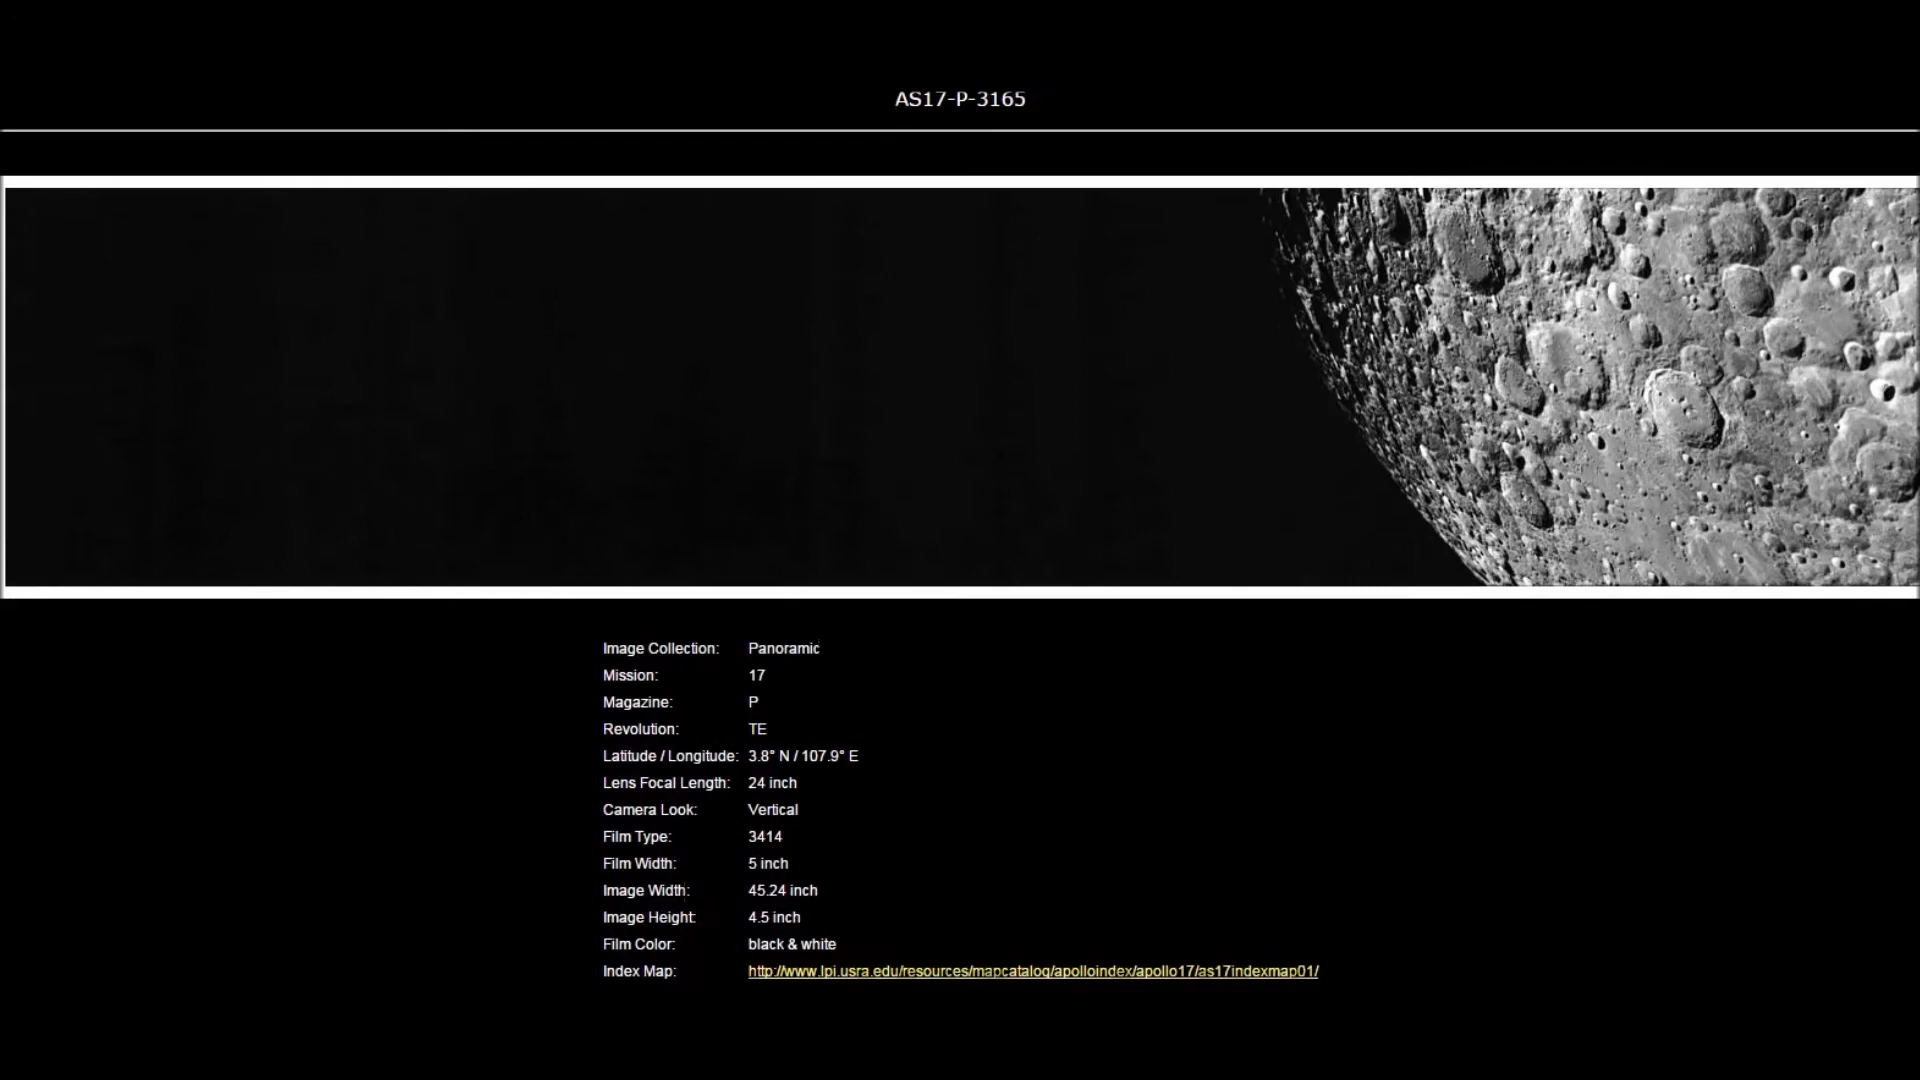 AS17-P-3165
Image Collection: Panoramic
Mission: 17
Magazine: P
Revolution: TE
Latitude / Longitude: 3.8° N / 107.9° E
Lens Focal Length: 24 inch
Camera Look: Vertical
Film Type: 3414
Film Width: 5 inch
Image Width: 45.24 inch
Image Height: 4.5 inch
Film Color: black & white
Index Map: http://www.lpi.usra.edu/resources/mapcatalog/apolloindex/apollo17/as17indexmap01/